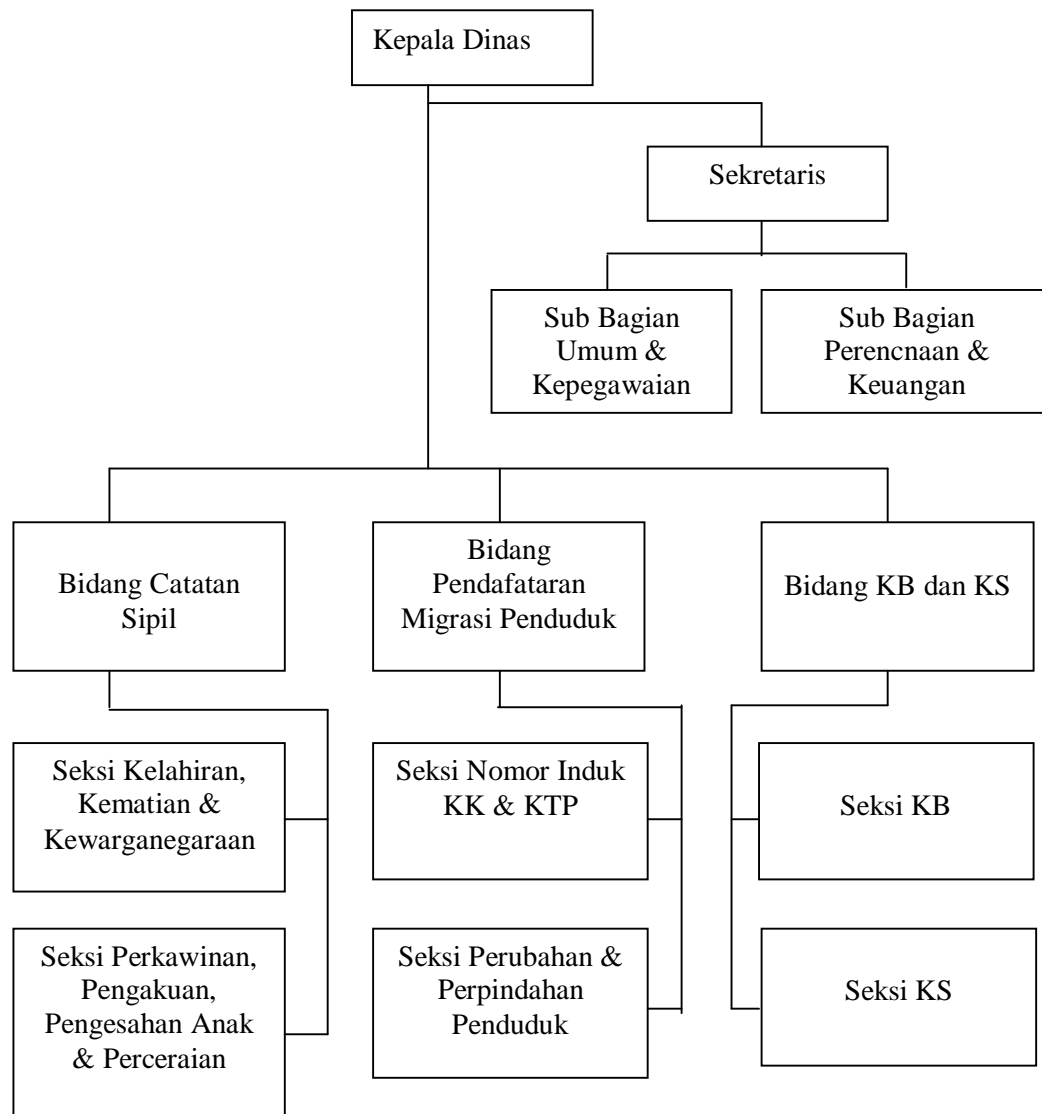 Kepala Dinas
Sekretaris
Sub Bagian
Umum &
Kepegawaian
Sub Bagian
Perencnaan &
Keuangan
Bidang Catatan
Sipil
Bidang
Pendafataran
Migrasi Penduduk
Bidang KB dan KS
Seksi Kelahiran,
Kematian &
Kewarganegaraan
Seksi Nomor Induk
KK & KTP
Seksi KB
Seksi Perkawinan,
Pengakuan,
Pengesahan Anak
& Perceraian
Seksi Perubahan &
Perpindahan
Penduduk
Seksi KS